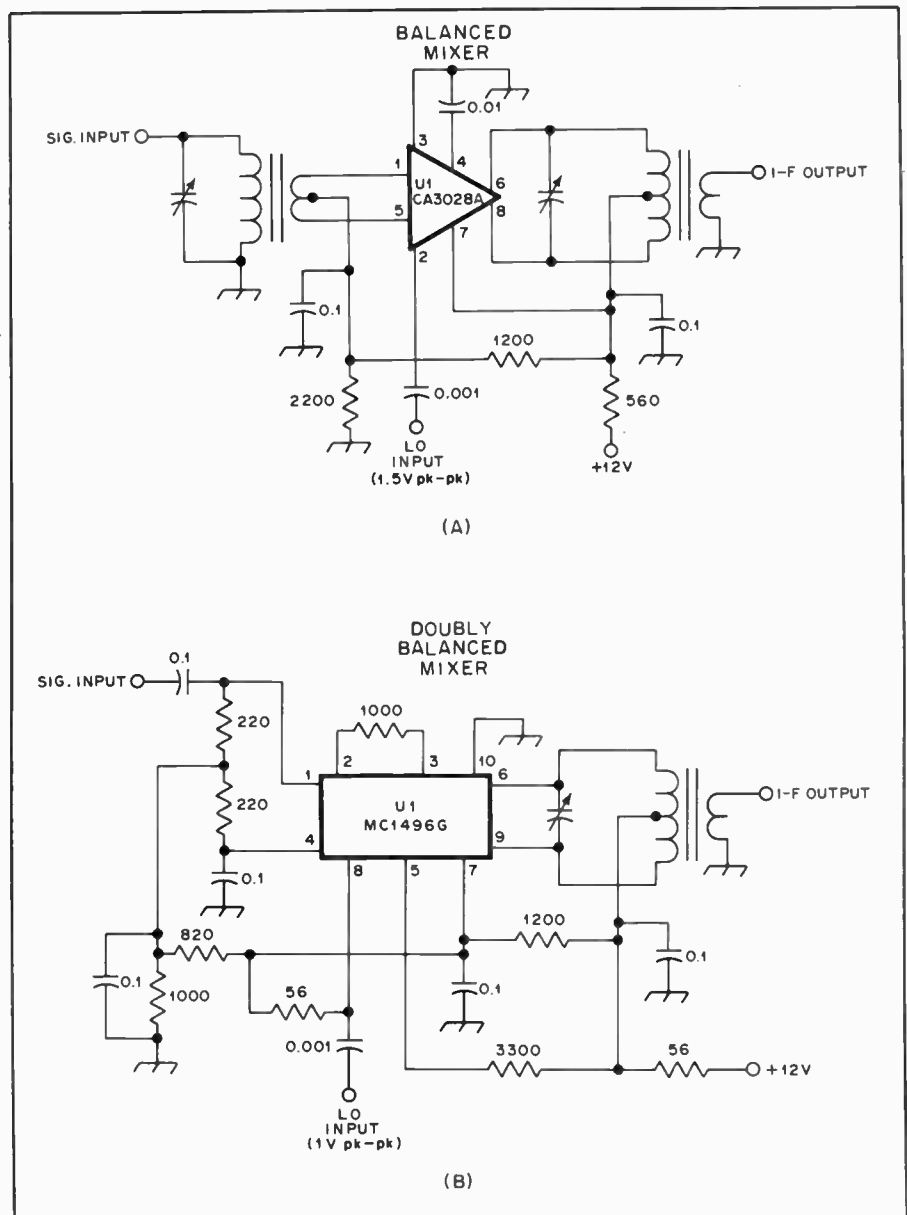 BALANCED
MIXER
SIG. INPUT
0.01
3
4
1
U1
CA3028A
6
8
5
7
2
I-F OUTPUT
0.1
0.1
1200
2200
0.001
560
LO
INPUT
(1.5V pk-pk)
+12V
(A)
DOUBLY
BALANCED
MIXER
0.1
SIG. INPUT
220
1000
2
3
10
1
6
U1
MC1496G
220
4
9
8
5
7
I-F OUTPUT
0.1
820
1200
0.1
0.1
1000
56
0.1
0.001
3300
56
+12V
LO
INPUT
(1V pk-pk)
(B)